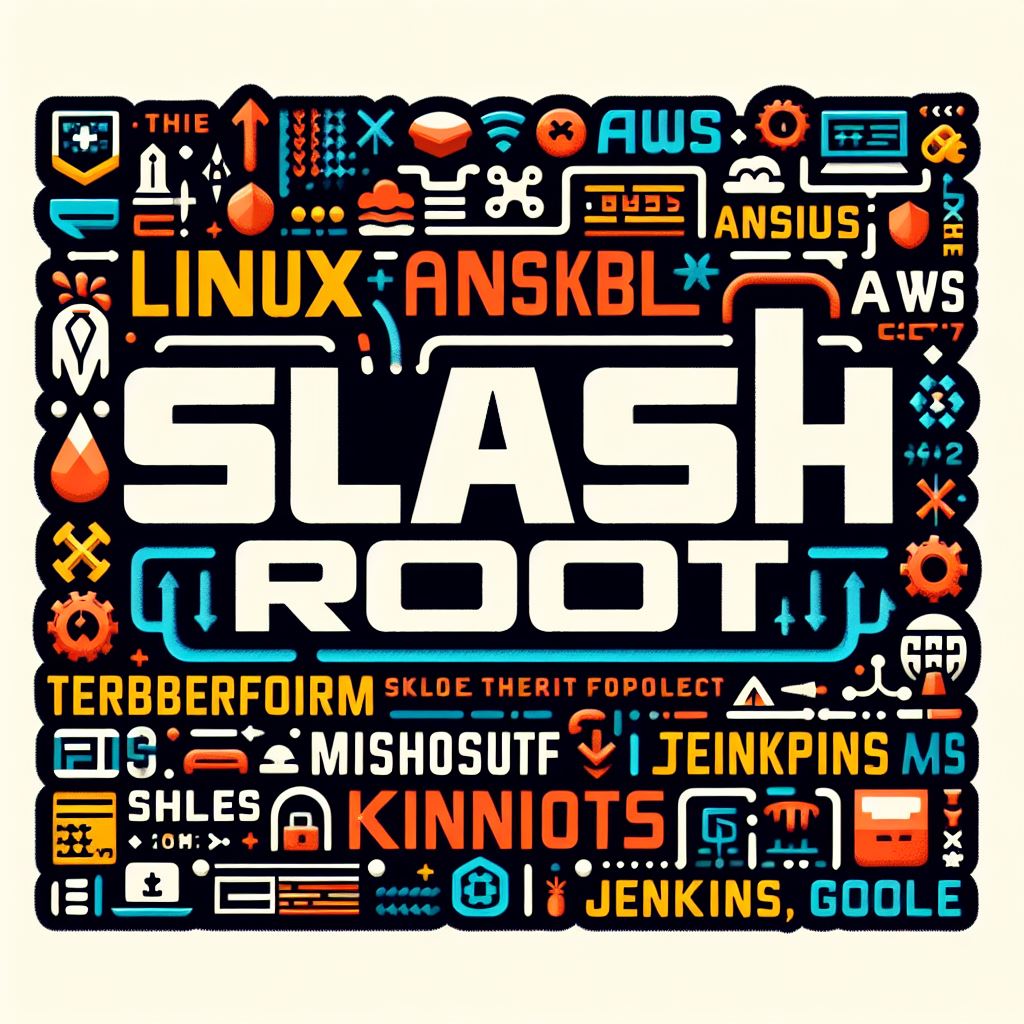 THIE
AWS
ANSIUS
LINUX ANSKBL
AWS
SLASH
ROOT
TERBBERFOIRM SKLOE THERIT FOPOLECT
MISHOSUTF JEINKPINS MS
SHLES KINNIOTS
JENKINS, GOOLE